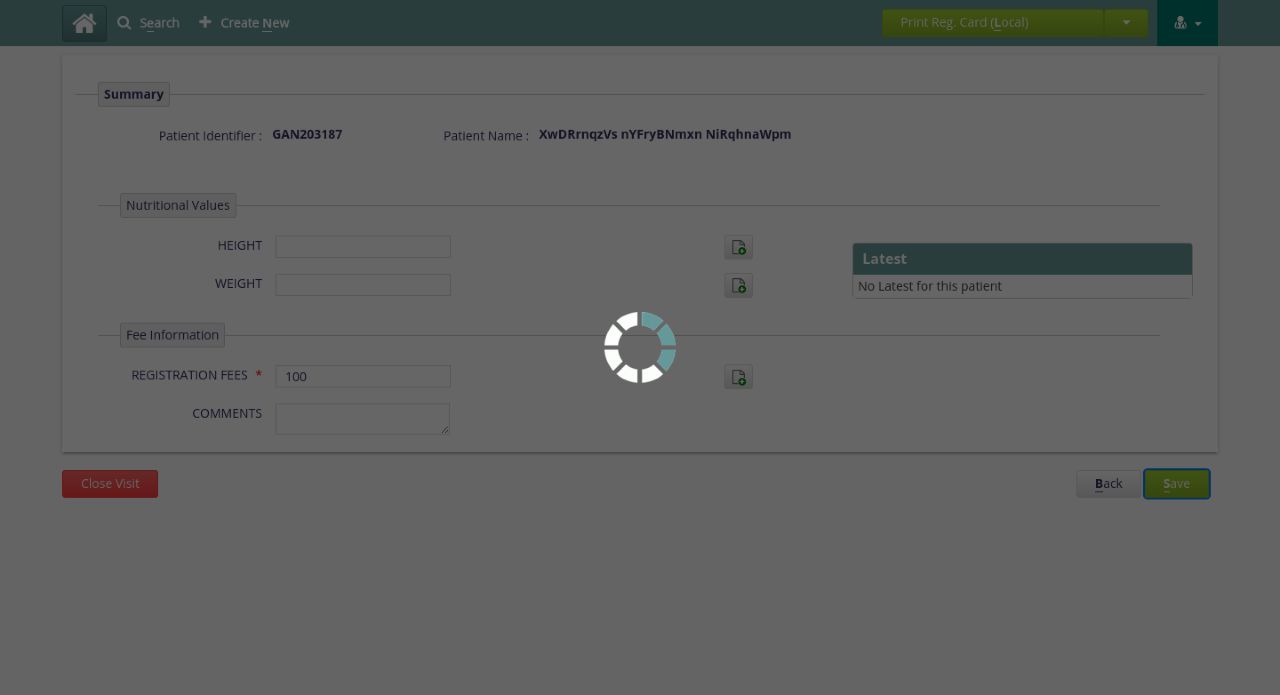 Search Create New Print Reg. Card (Local)
Summary
Patient Identifier : GAN203187 Patient Name : XwDRrnqzVs nYFryBNmxn NiRqhnaWpm
Nutritional Values
HEIGHT
Latest
WEIGHT
No Latest for this patient
Fee Information
REGISTRATION FEES * 100
COMMENTS
Close Visit Back Save